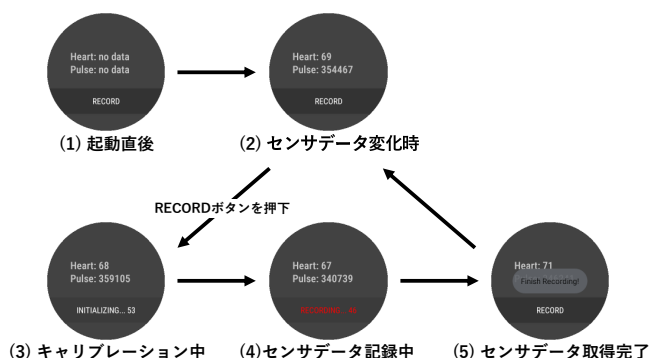 Heart: no data
Pulse: no data
RECORD
(1) 起動直後
Heart: 69
Pulse: 354467
RECORD
(2) センサデータ変化時
RECORDボタンを押下
Heart: 68
Pulse: 359105
INITIALIZING... 53
(3) キャリブレーション中
Heart: 67
Pulse: 340739
RECORDING...
(4)センサデータ記録中
Heart: 71
Finish Recording!
RECORD
(5) センサデータ取得完了